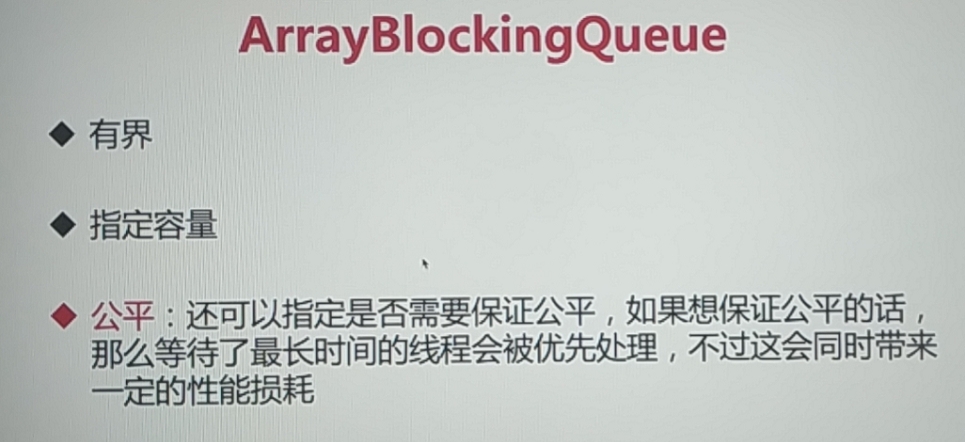 ArrayBlockingQueue
◆ 有界
◆ 指定容量
◆ 公平：还可以指定是否需要保证公平，如果想保证公平的话，
那么等待了最长时间的线程会被优先处理，不过这会同时带来
一定的性能损耗